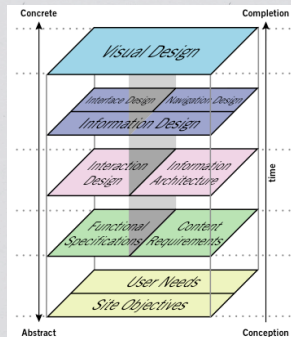 Concrete
Completion
Visual Design
Interface Design
Navigation Design
Information Design
Interaction
Design
Information
Architecture
time
Functional
Specifications
Content
Requirements
User Needs
Site Objectives
Abstract
Conception